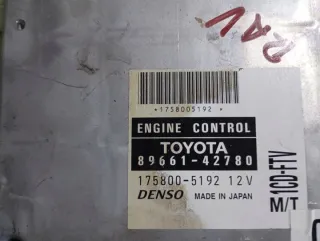 RAV
*1758005192*
ENGINE CONTROL
TOYOTA
89661-42780
175800-5192 12V
DENSO MADE IN JAPAN
1CD-FTV
M/T